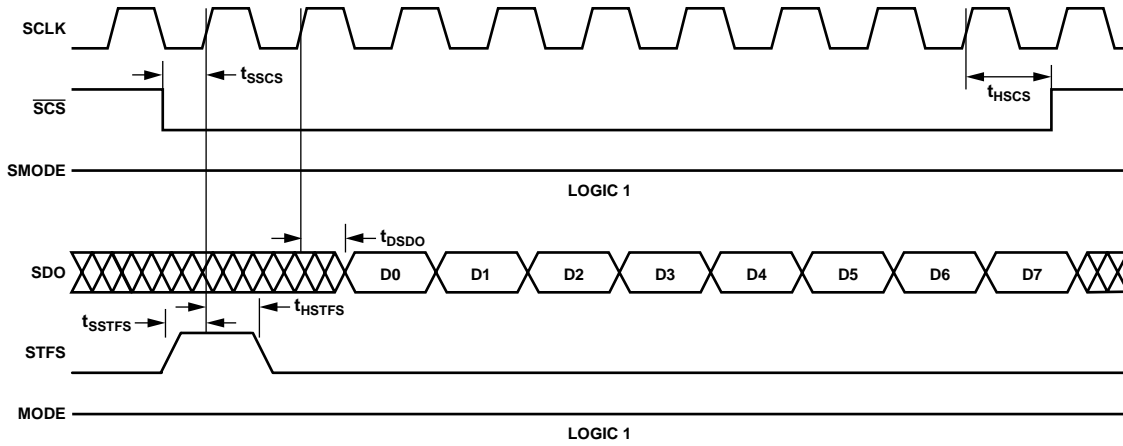 SCLK
tSSCS
tHSCS
SCS
SMODE
LOGIC 1
tDSDO
SDO
D0 D1 D2 D3 D4 D5 D6 D7
tHSTFS
tSSTFS
STFS
MODE
LOGIC 1